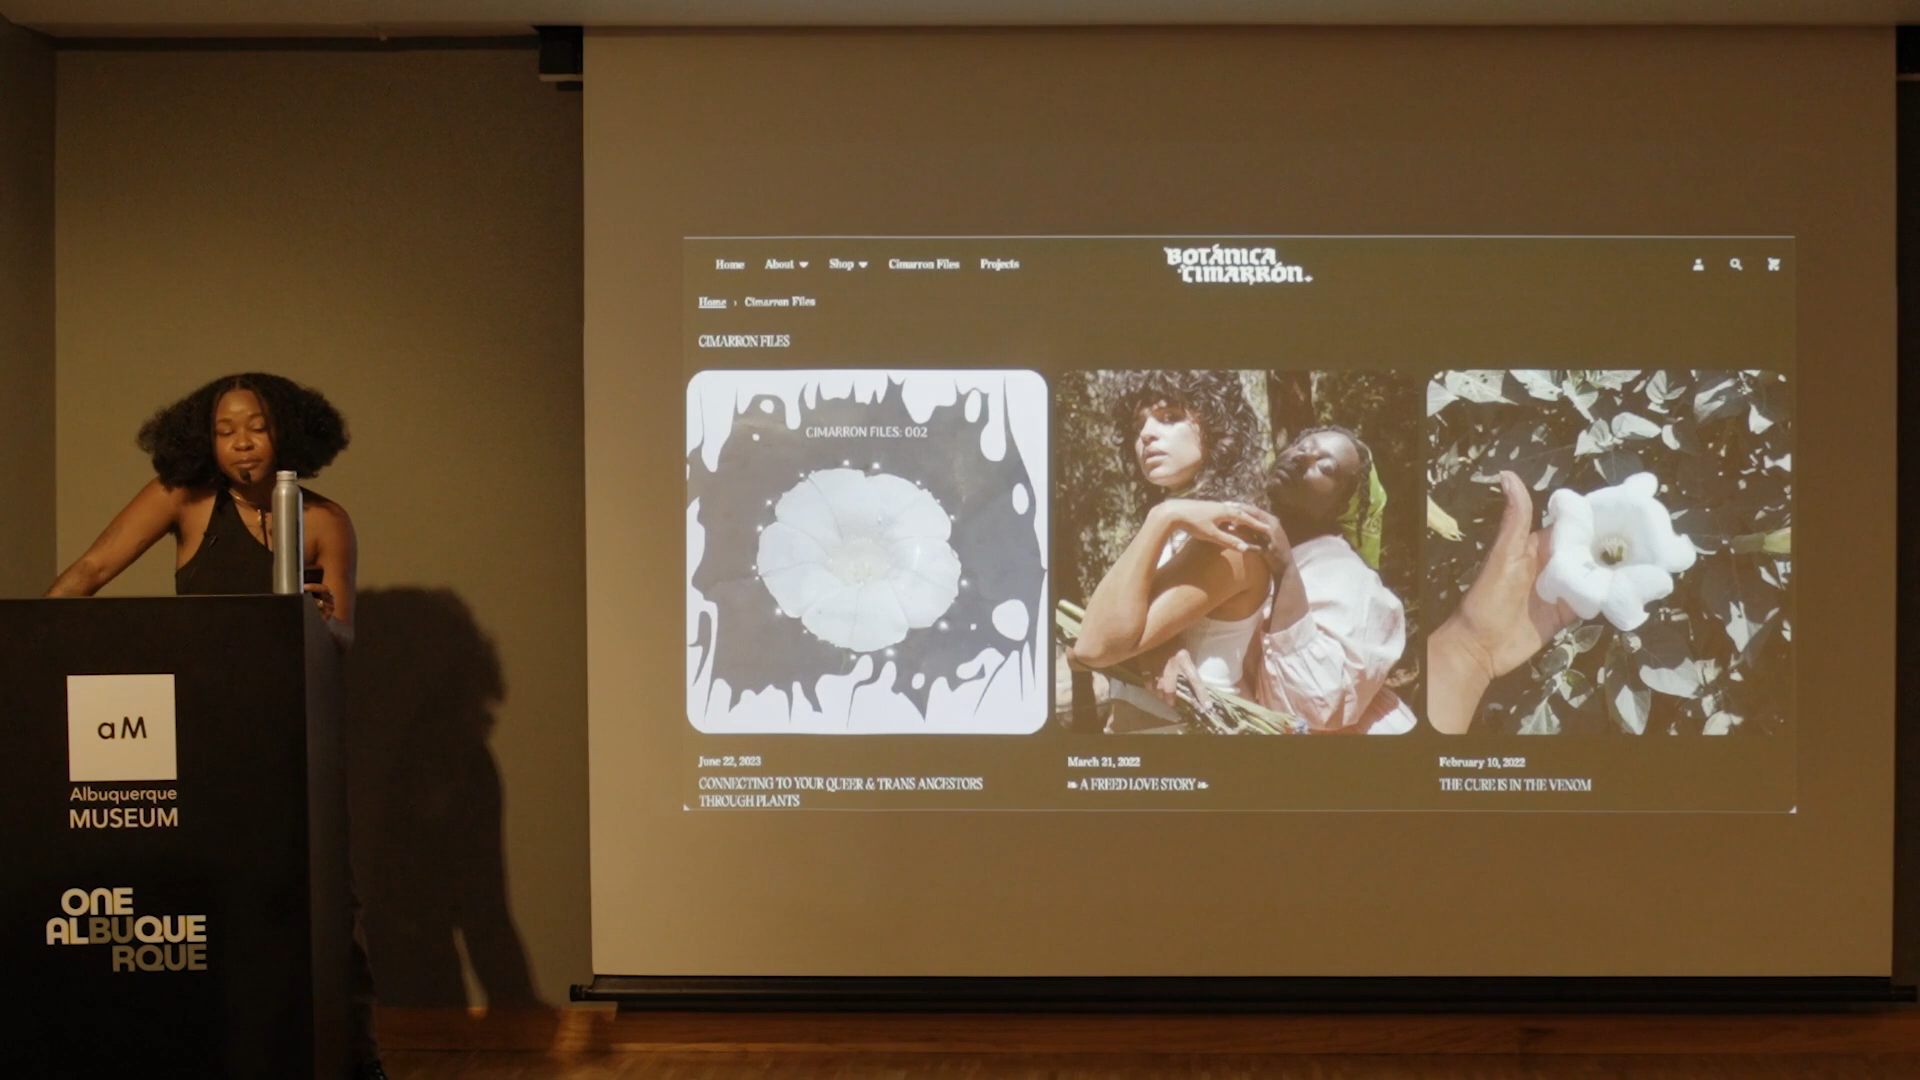 Home
About
Shop
Cimarron Files
Projects
BOTÁNICA
CIMARRÓN
Home › Cimarron Files
CIMARRON FILES
CIMARRON FILES: 002
June 22, 2023
CONNECTING TO YOUR QUEER & TRANS ANCESTORS
THROUGH PLANTS
March 21, 2022
❧ A FREED LOVE STORY ❧
February 10, 2022
THE CURE IS IN THE VENOM
aM
Albuquerque
MUSEUM
ONE
ALBUQUE
RQUE